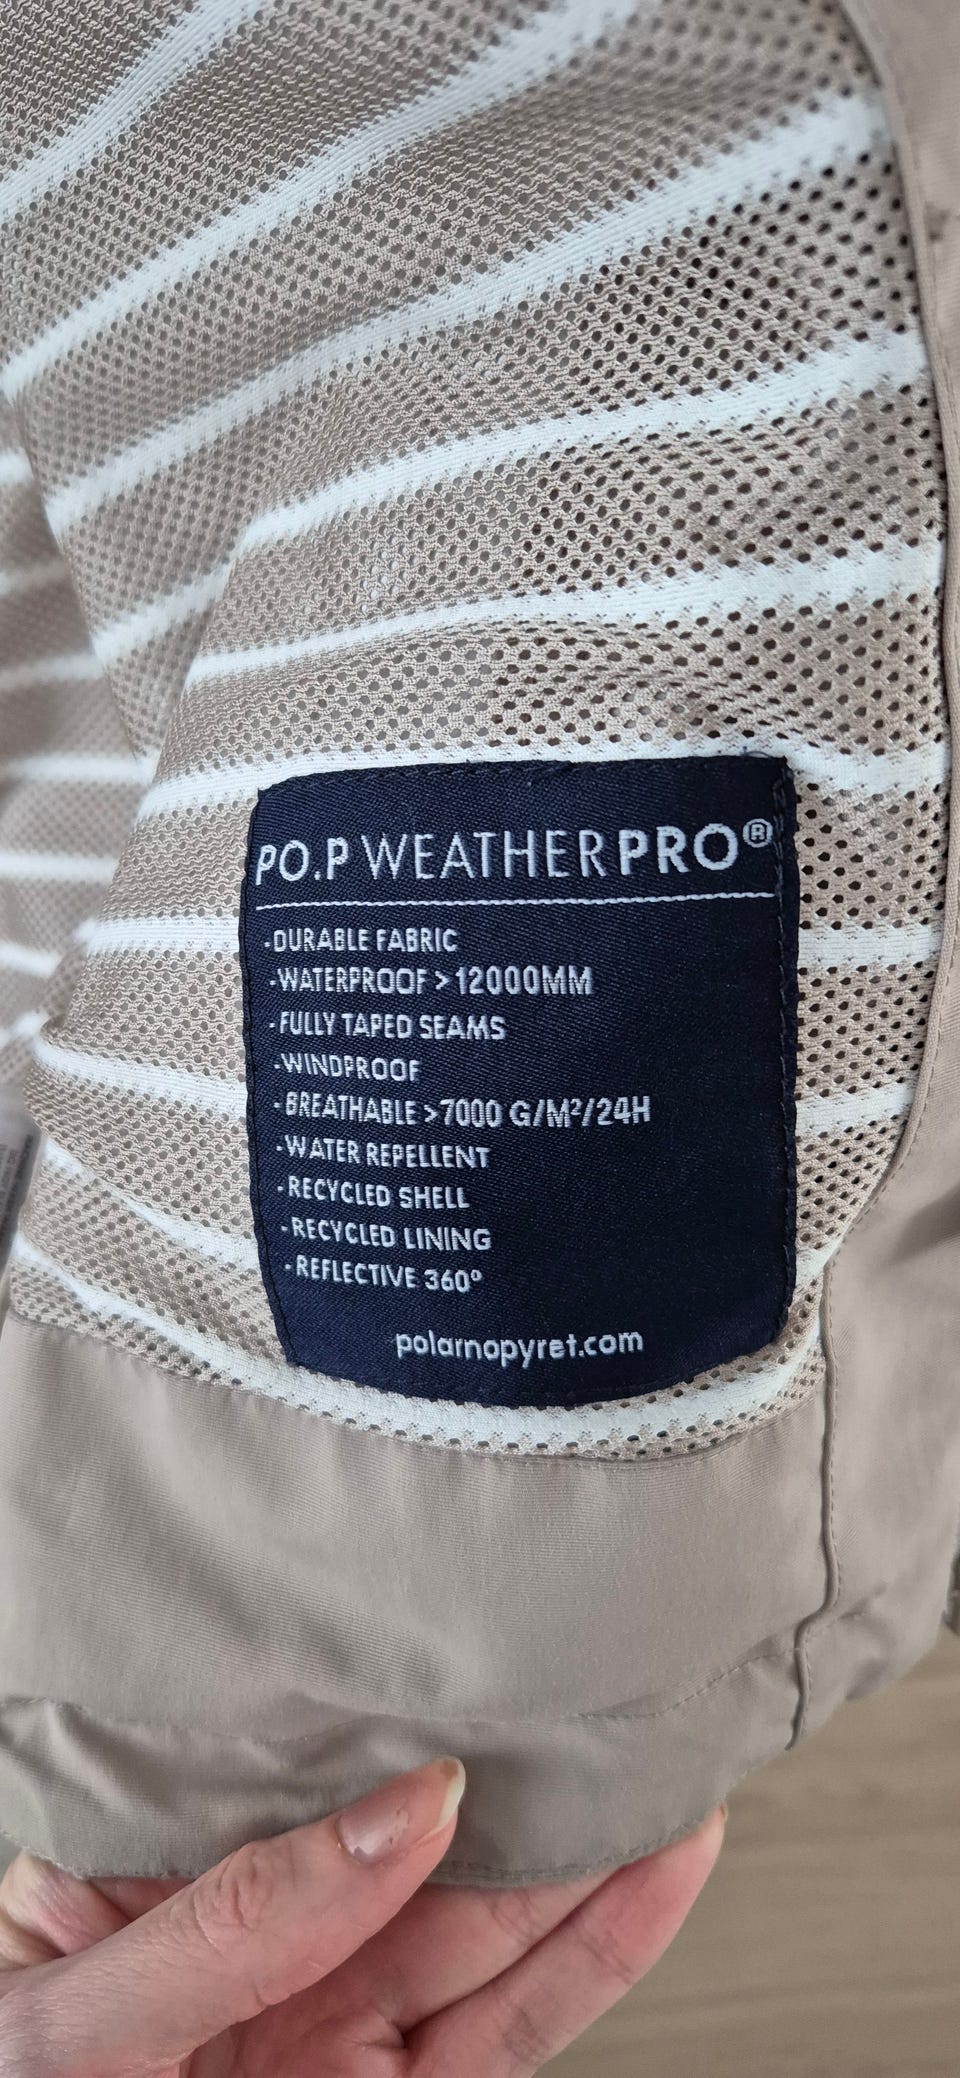 PO.P WEATHERPRO®
-DURABLE FABRIC
-WATERPROOF >12000MM
-FULLY TAPED SEAMS
-WINDPROOF
-BREATHABLE >7000 G/M²/24H
-WATER REPELLENT
-RECYCLED SHELL
-RECYCLED LINING
-REFLECTIVE 360°
polarnopyret.com